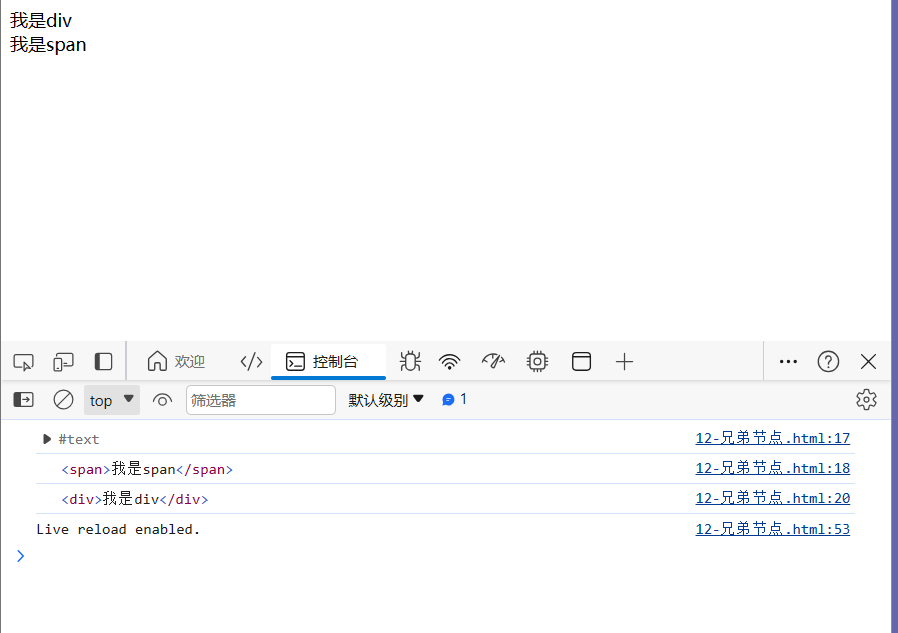 我是div
我是span
欢迎 控制台
top 筛选器 默认级别 1
#text 12-兄弟节点.html:17
<span>我是span</span> 12-兄弟节点.html:18
<div>我是div</div> 12-兄弟节点.html:20
Live reload enabled. 12-兄弟节点.html:53